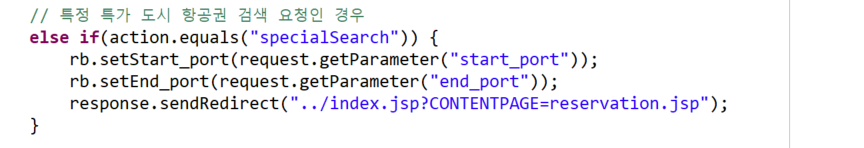 // 특정 특가 도시 항공권 검색 요청인 경우
else if(action.equals("specialSearch")) {
    rb.setStart_port(request.getParameter("start_port"));
    rb.setEnd_port(request.getParameter("end_port"));
    response.sendRedirect("../index.jsp?CONTENTPAGE=reservation.jsp");
}